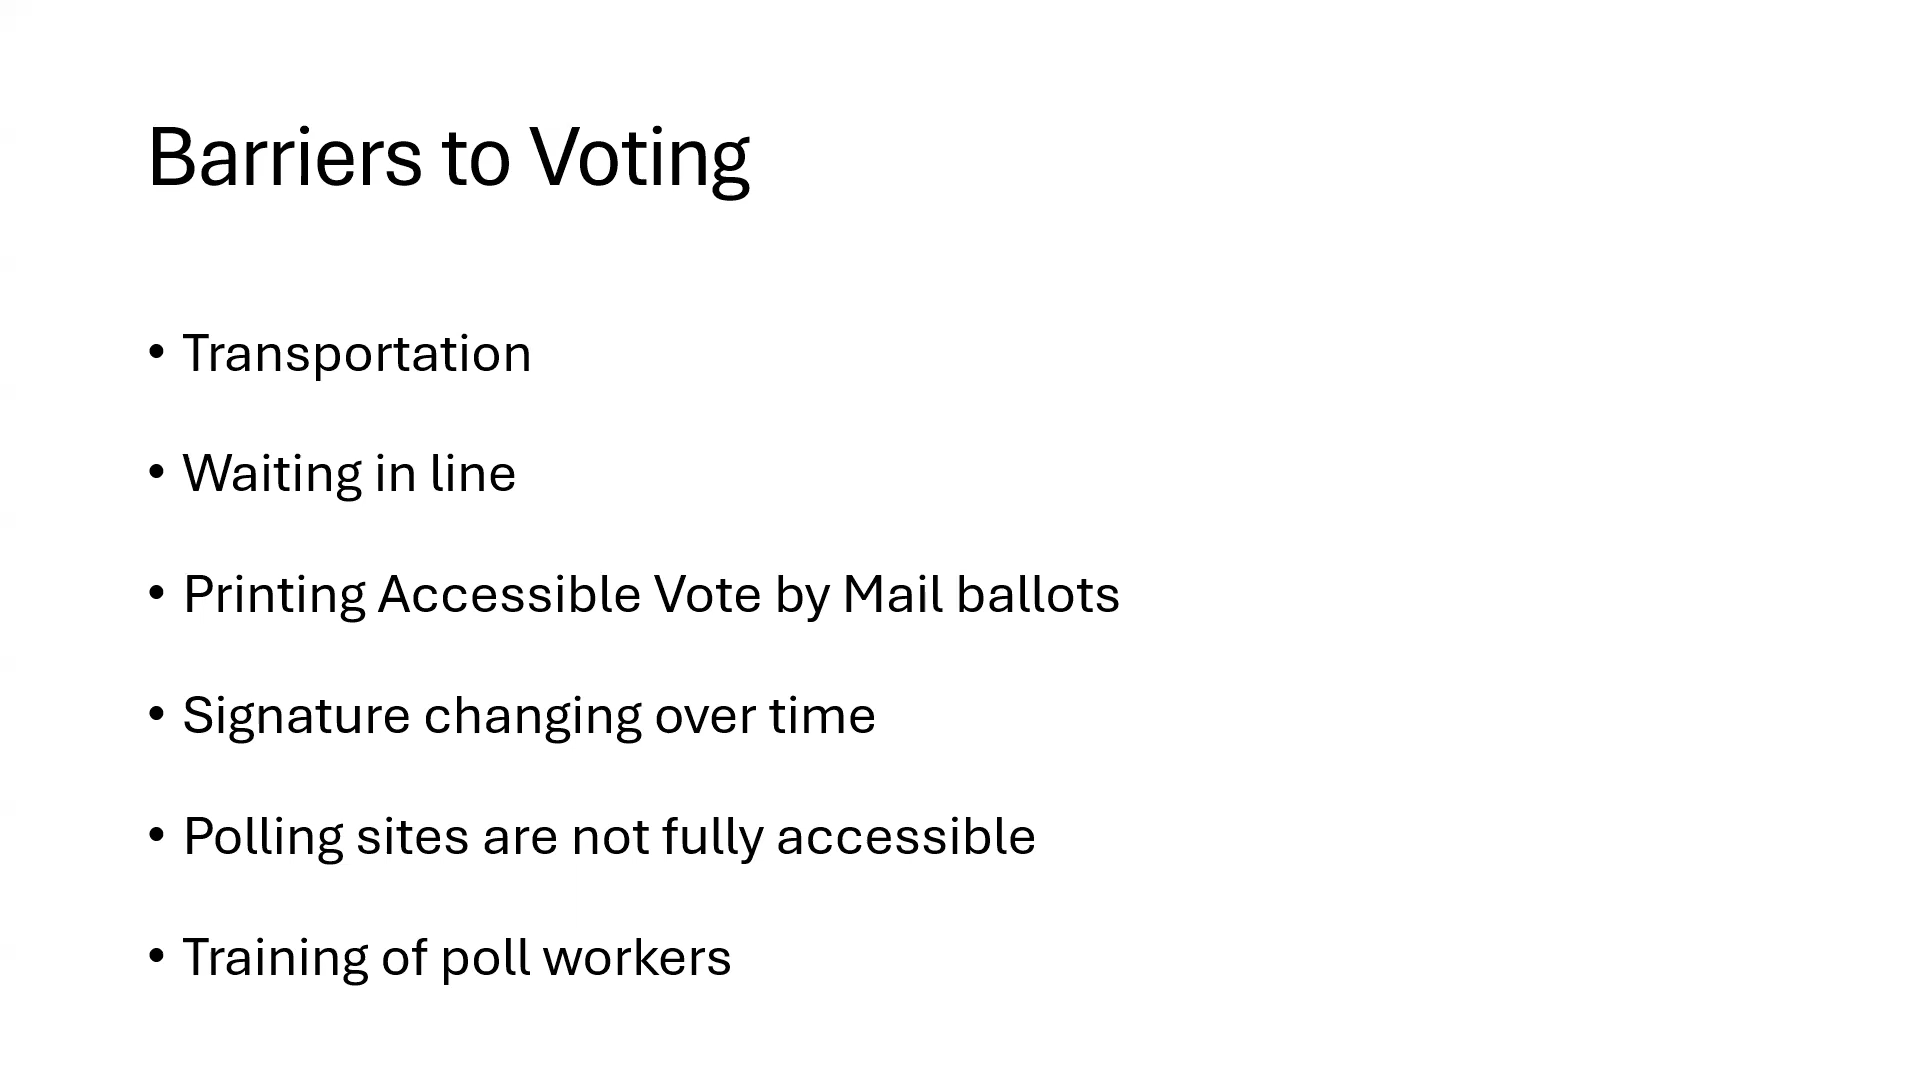 Barriers to Voting
• Transportation
• Waiting in line
• Printing Accessible Vote by Mail ballots
• Signature changing over time
• Polling sites are not fully accessible
• Training of poll workers